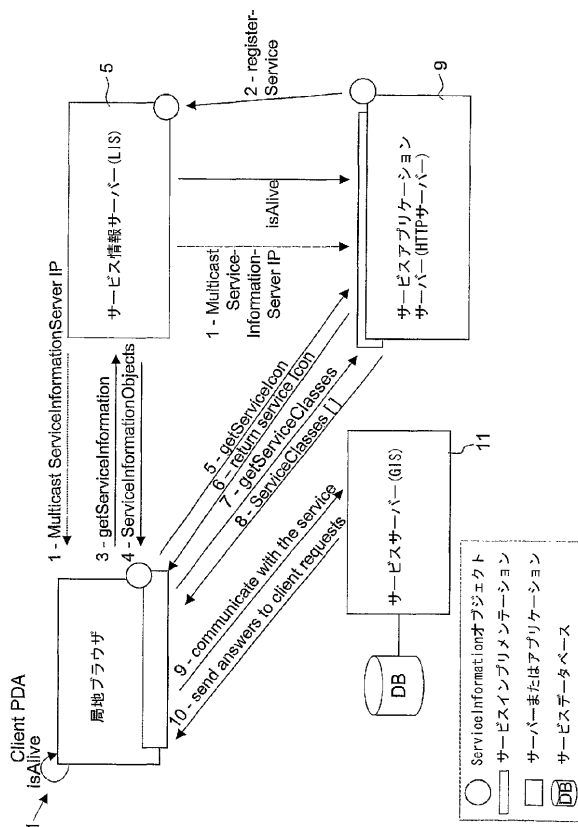 Client PDA
isAlive
1
局地ブラウザ
1 - Multicast ServiceInformationServer IP
3 - getServiceInformation
4 - ServiceInformationObjects
サービス情報サーバー(LIS)
5
2 - register-
Service
1 - Multicast
Service-
Information-
Server IP
isAlive
5 - getServiceIcon
6 - return service Icon
7 - getServiceClasses
8 - ServiceClasses [ ]
サービスアプリケーション
サーバー(HTTPサーバー)
9
9 - communicate with the service
10 - send answers to client requests
サービスサーバー(GIS)
11
DB
ServiceInformationオブジェクト
サービスインプリメンテーション
サーバーまたはアプリケーション
DB サービスデータベース